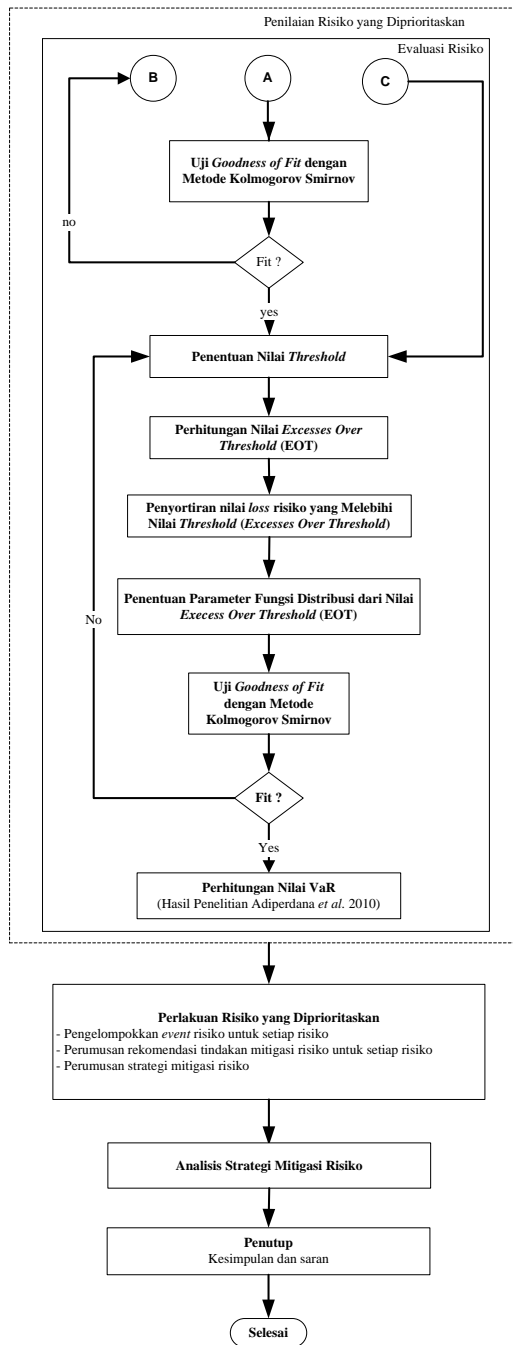 Penilaian Risiko yang Diprioritaskan
Evaluasi Risiko
B
A
C
Uji Goodness of Fit dengan
Metode Kolmogorov Smirnov
no
Fit ?
yes
Penentuan Nilai Threshold
Perhitungan Nilai Excesses Over
Threshold (EOT)
Penyortiran nilai loss risiko yang Melebihi
Nilai Threshold (Excesses Over Threshold)
Penentuan Parameter Fungsi Distribusi dari Nilai
Execess Over Threshold (EOT)
No
Uji Goodness of Fit
dengan Metode
Kolmogorov Smirnov
Fit ?
Yes
Perhitungan Nilai VaR
(Hasil Penelitian Adiperdana et al. 2010)
Perlakuan Risiko yang Diprioritaskan
- Pengelompokkan event risiko untuk setiap risiko
- Perumusan rekomendasi tindakan mitigasi risiko untuk setiap risiko
- Perumusan strategi mitigasi risiko
Analisis Strategi Mitigasi Risiko
Penutup
Kesimpulan dan saran
Selesai